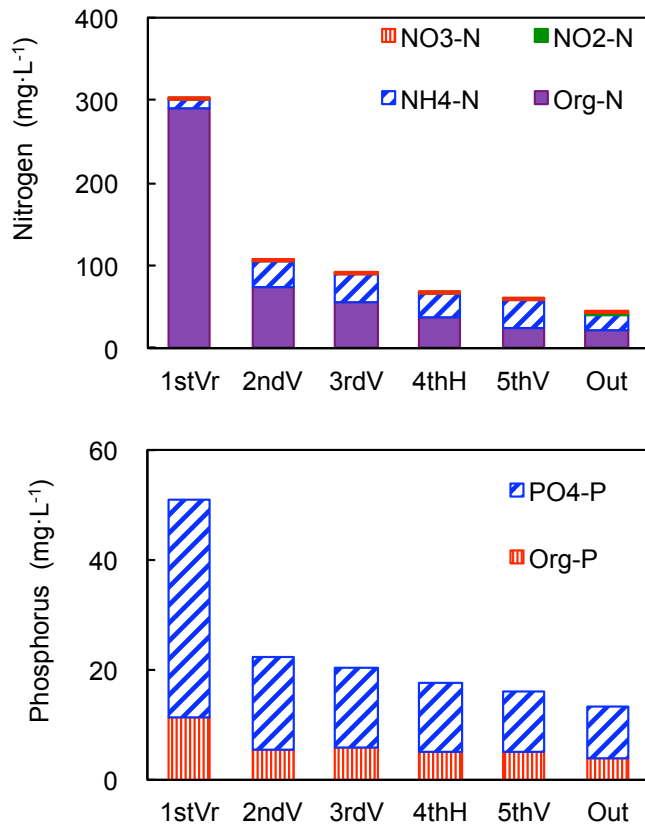 400
300
200
100
0
Nitrogen (mg·L⁻¹)
NO3-N NO2-N
NH4-N Org-N
1stVr 2ndV 3rdV 4thH 5thV Out
60
40
20
0
Phosphorus (mg·L⁻¹)
PO4-P
Org-P
1stVr 2ndV 3rdV 4thH 5thV Out